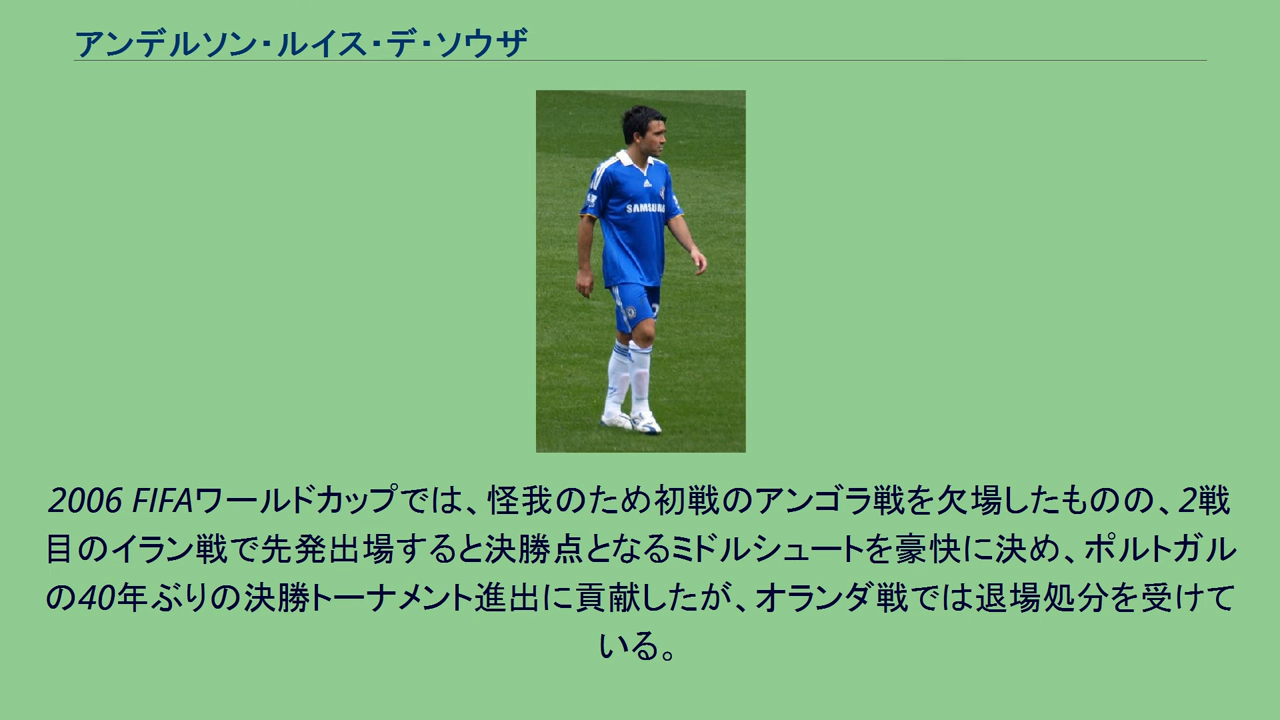 アンデルソン・ルイス・デ・ソウザ
SAMSUNG
2006 FIFAワールドカップでは、怪我のため初戦のアンゴラ戦を欠場したものの、2戦
目のイラン戦で先発出場すると決勝点となるミドルシュートを豪快に決め、ポルトガル
の40年ぶりの決勝トーナメント進出に貢献したが、オランダ戦では退場処分を受けて
いる。